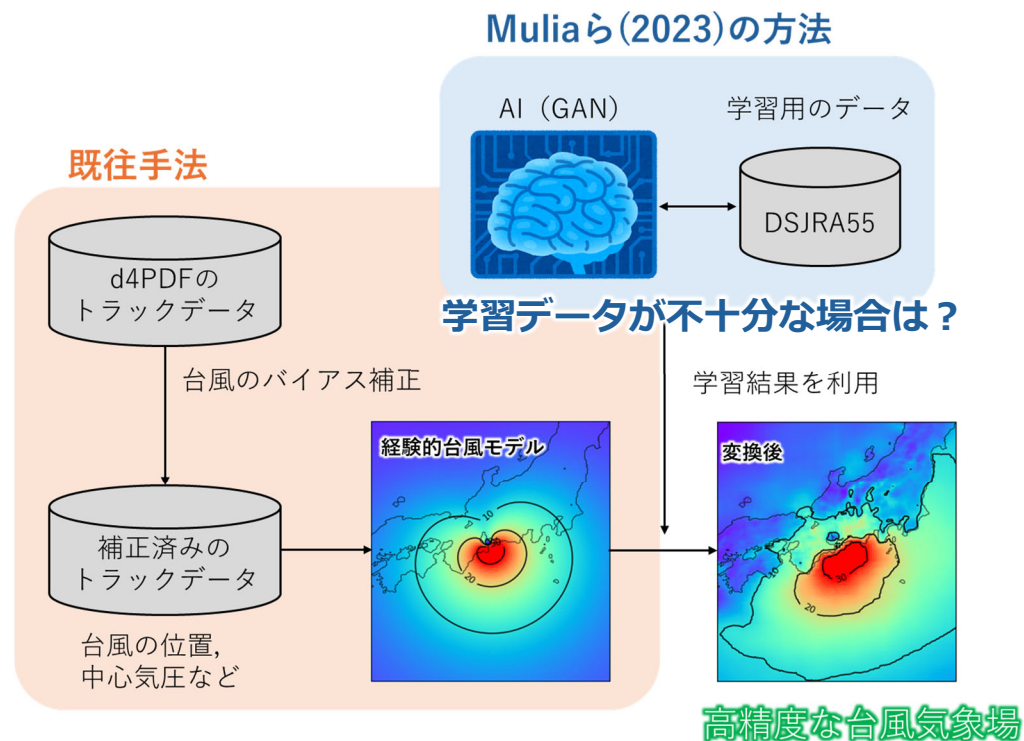 Muliaら(2023)の方法
AI（GAN）
学習用のデータ
DSJRA55
既往手法
d4PDFの
トラックデータ
学習データが不十分な場合は？
台風のバイアス補正
学習結果を利用
経験的台風モデル
10
20
変換後
10
30
20
補正済みの
トラックデータ
台風の位置,
中心気圧など
高精度な台風気象場